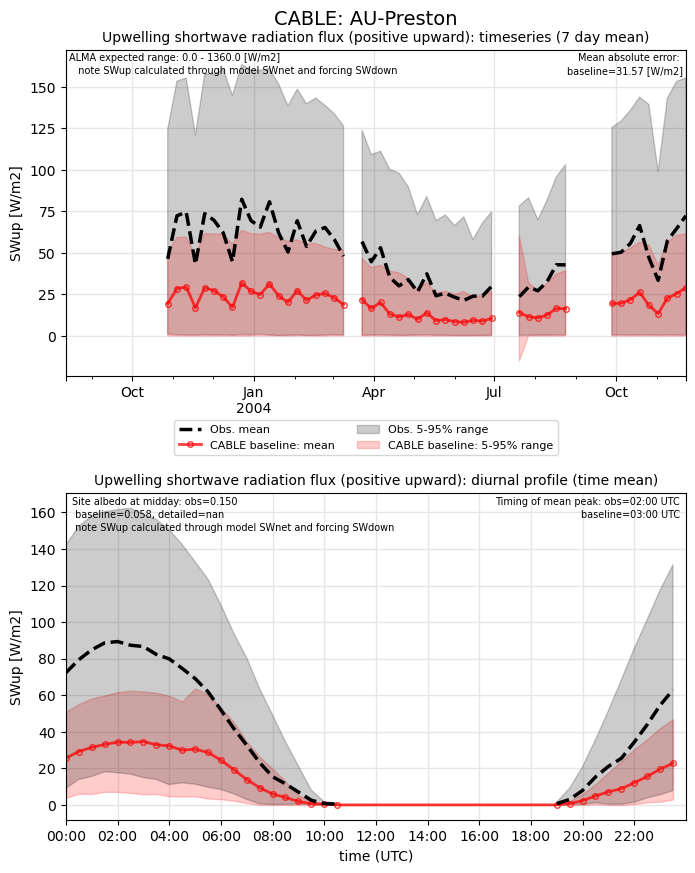 CABLE: AU-Preston
Upwelling shortwave radiation flux (positive upward): timeseries (7 day mean)
ALMA expected range: 0.0 - 1360.0 [W/m2]
note SWup calculated through model SWnet and forcing SWdown
Mean absolute error:
baseline=31.57 [W/m2]
SWup [W/m2]
150
125
100
75
50
25
0
Oct
Jan
2004
Apr
Jul
Oct
Obs. mean
CABLE baseline: mean
Obs. 5-95% range
CABLE baseline: 5-95% range
Upwelling shortwave radiation flux (positive upward): diurnal profile (time mean)
Site albedo at midday: obs=0.150
baseline=0.058, detailed=nan
note SWup calculated through model SWnet and forcing SWdown
Timing of mean peak: obs=02:00 UTC
baseline=03:00 UTC
SWup [W/m2]
160
140
120
100
80
60
40
20
0
00:00
02:00
04:00
06:00
08:00
10:00
12:00
14:00
16:00
18:00
20:00
22:00
time (UTC)